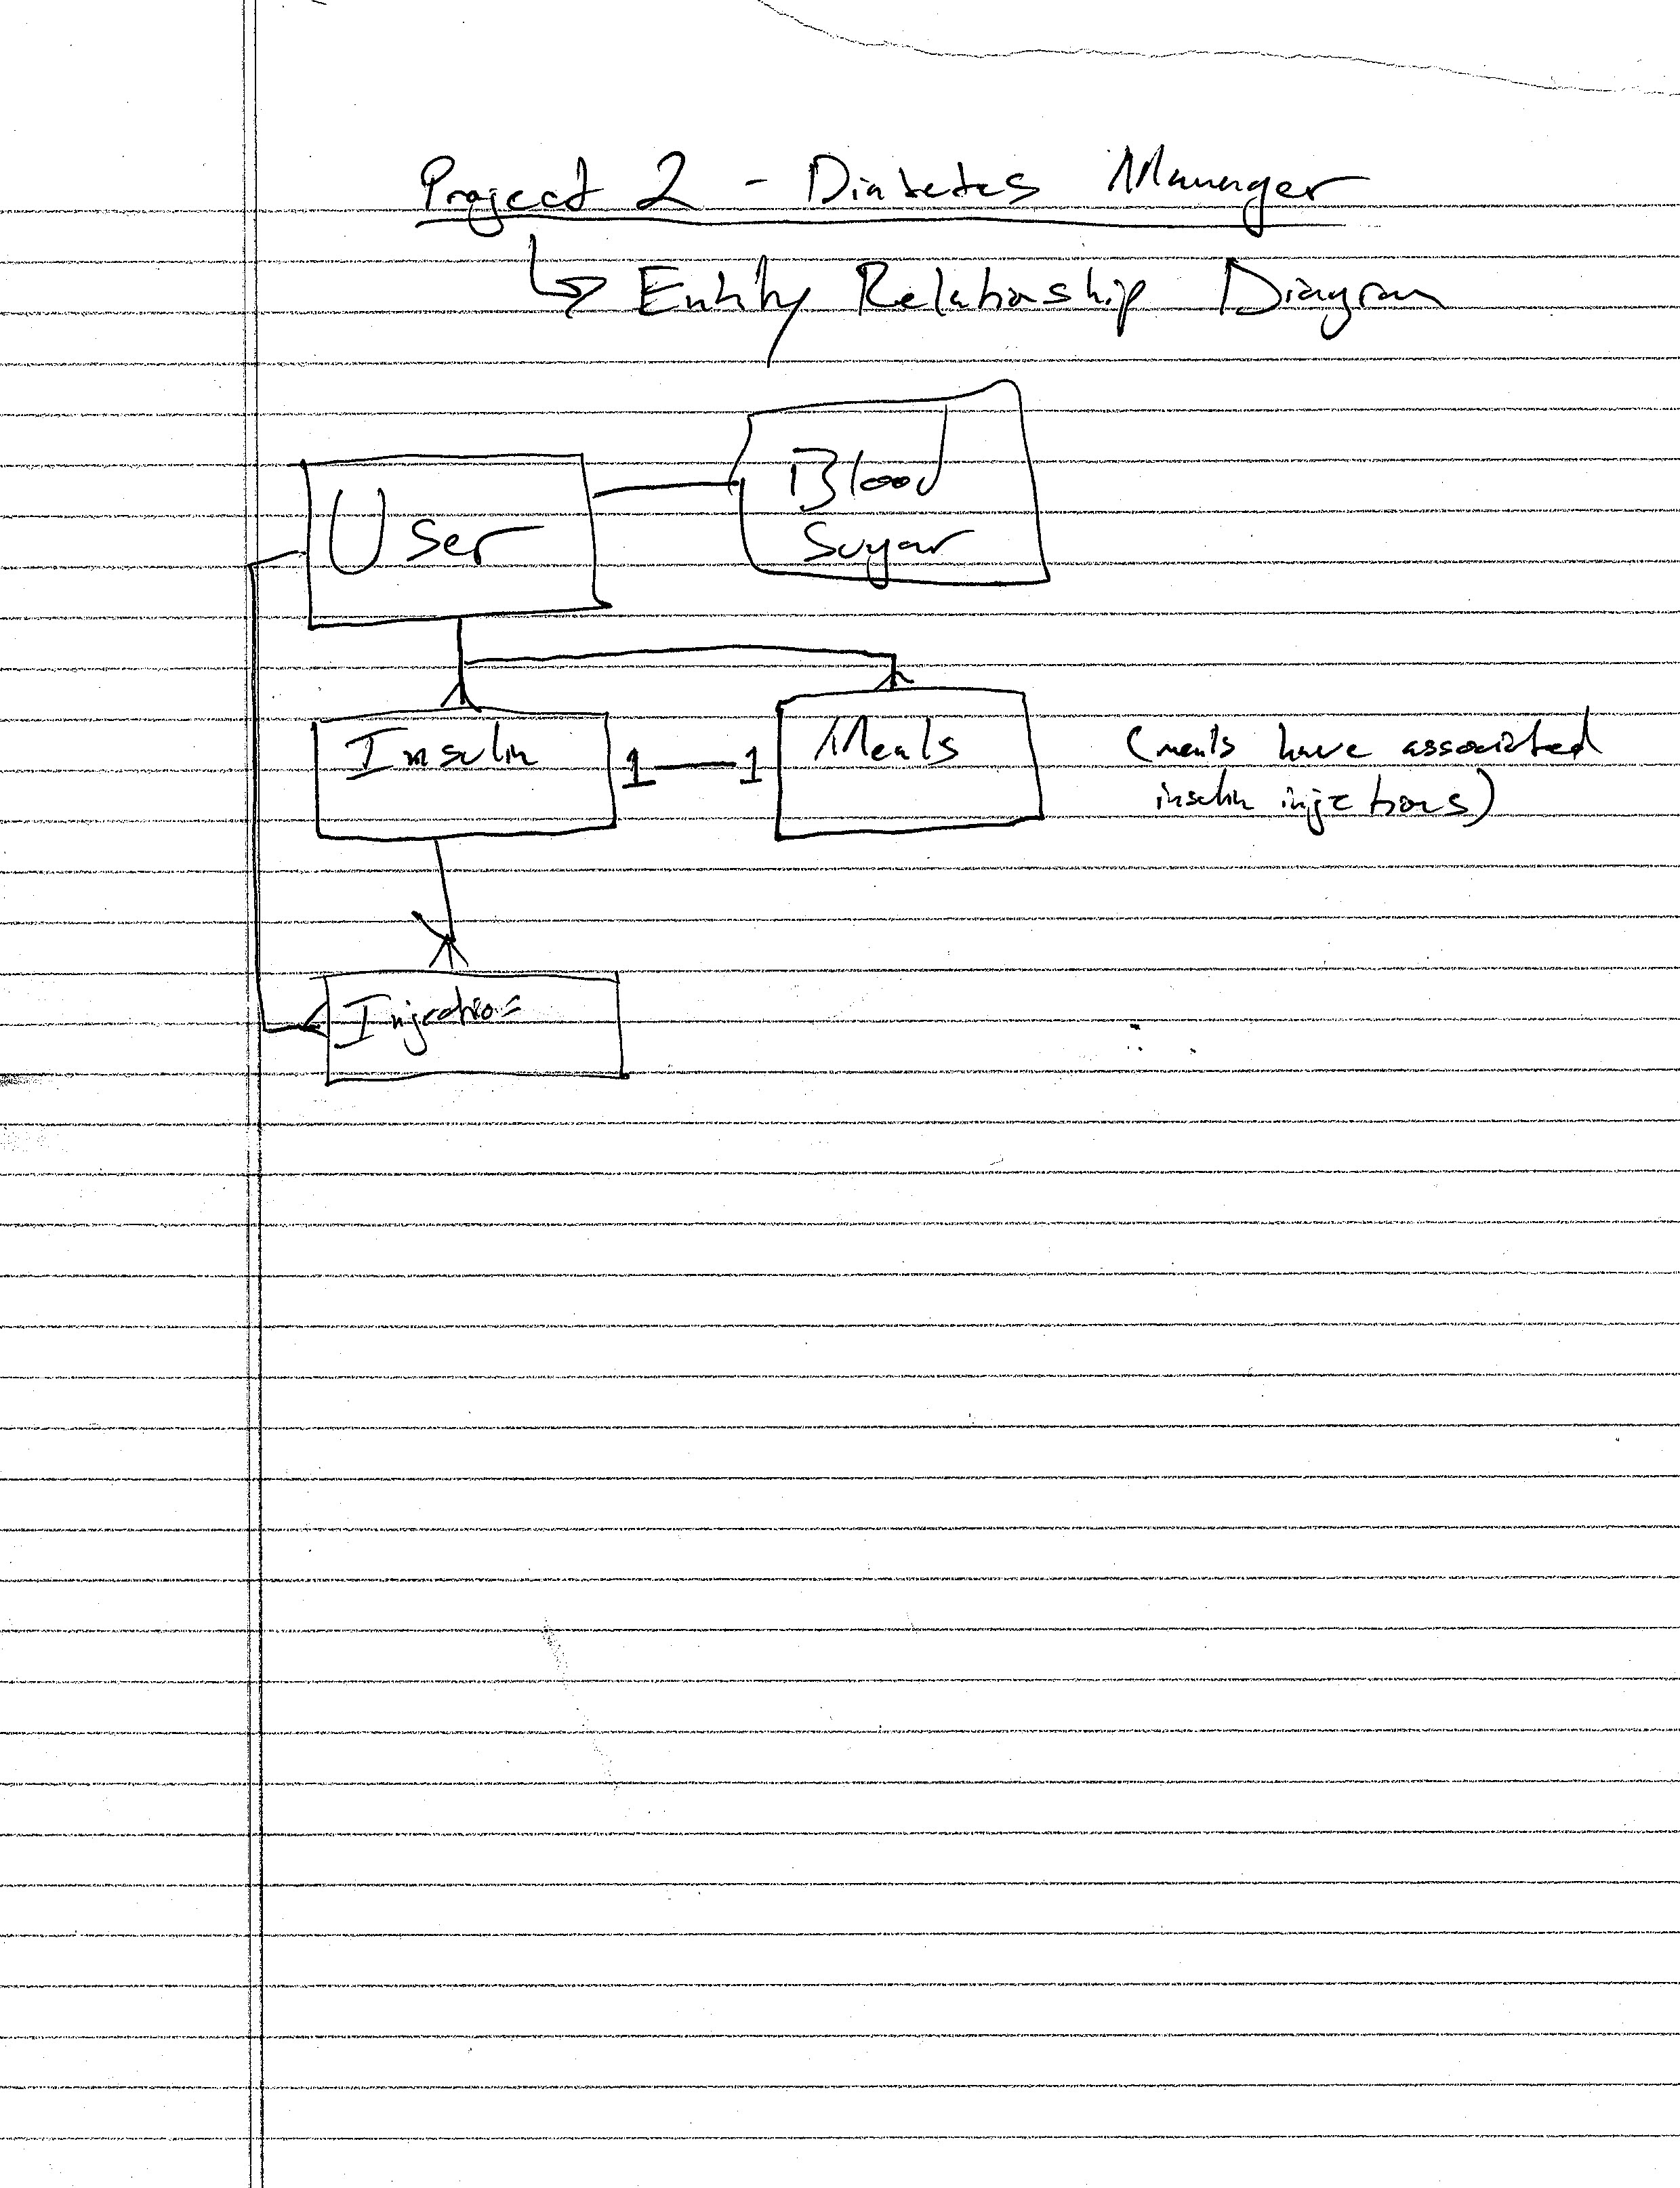 Project 2 - Diabetes Manager
Entity Relationship Diagram
User
Blood
Sugar
Insulin
1
1
Meals
(meals have associated
insulin injections)